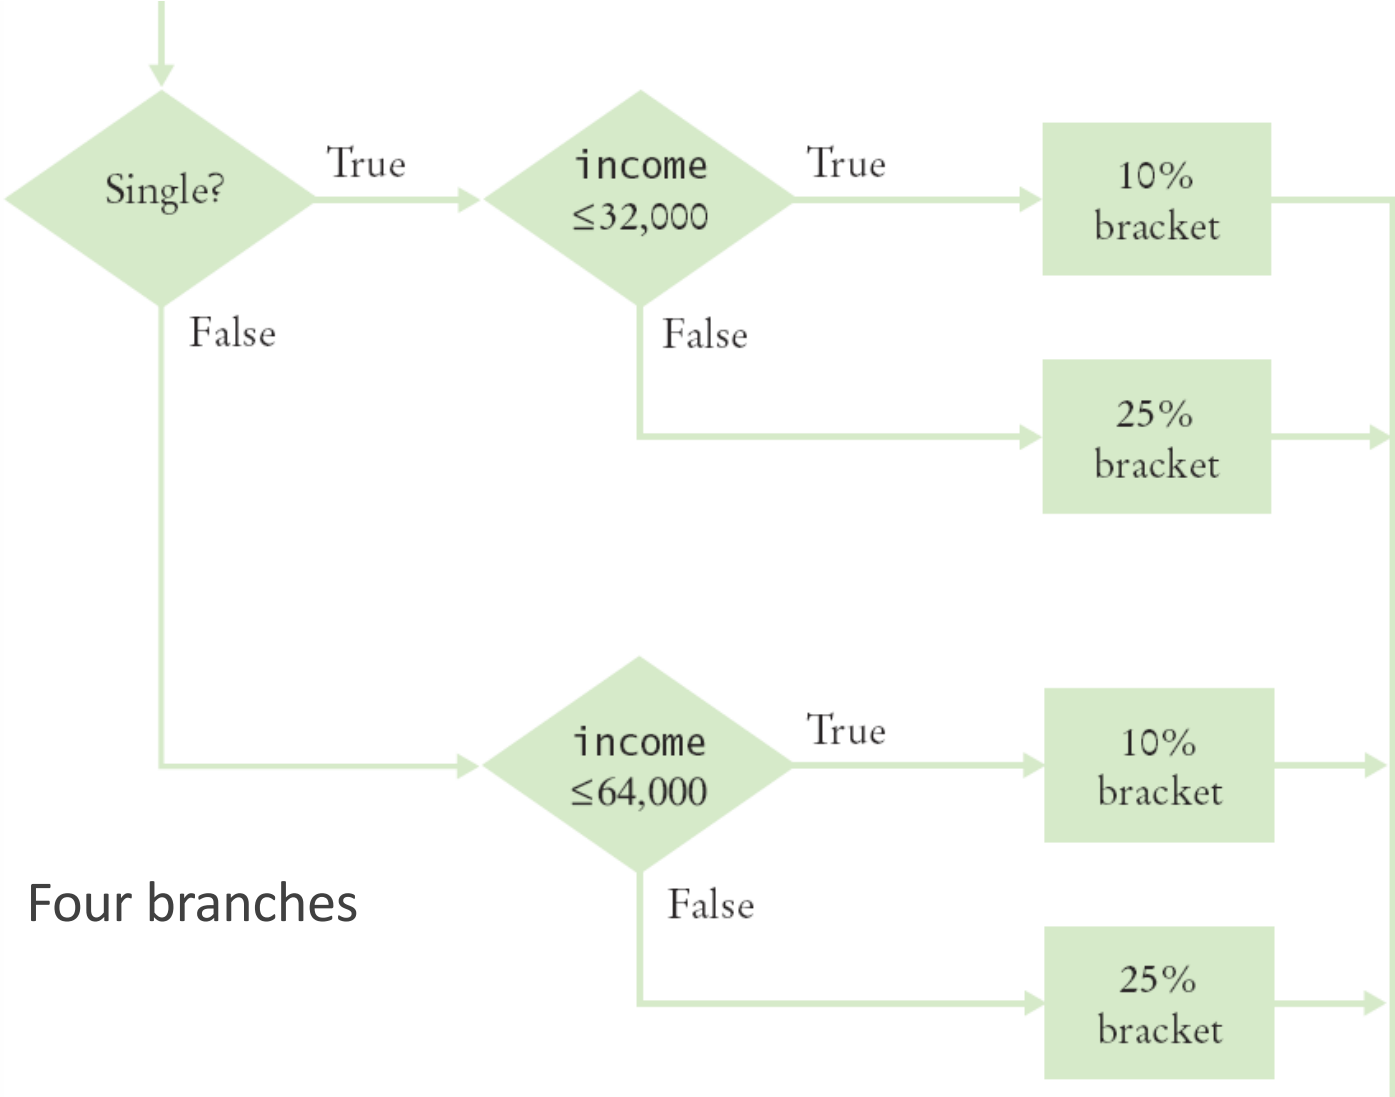 Single?
True
income
≤32,000
True
10%
bracket
False
False
25%
bracket
income
≤64,000
True
10%
bracket
Four branches
False
25%
bracket